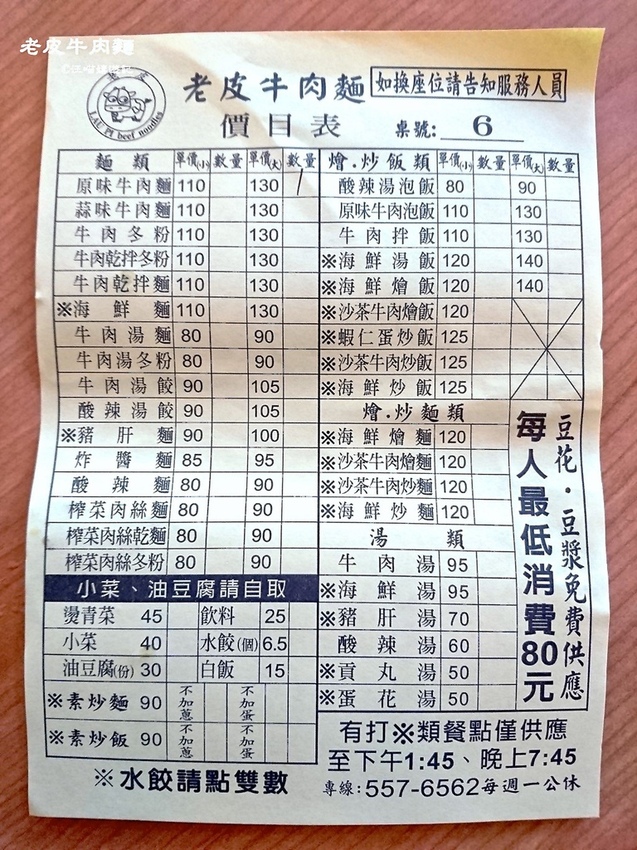 老皮牛肉麵
老皮
LAU PI beef noodles
老皮牛肉麵 如換座位請告知服務人員
價目表 桌號: 6
麵類 單價(小) 數量 單價(大) 數量
原味牛肉麵 110 130 1
蒜味牛肉麵 110 130
牛肉冬粉 110 130
牛肉乾拌冬粉 110 130
牛肉乾拌麵 110 130
※海鮮麵 110 130
牛肉湯麵 80 90
牛肉湯冬粉 80 90
牛肉湯餃 90 105
酸辣湯餃 90 105
※豬肝麵 90 100
炸醬麵 85 95
酸辣麵 80 90
榨菜肉絲麵 80 90
榨菜肉絲乾麵 80 90
榨菜肉絲冬粉 80 90
小菜、油豆腐請自取
燙青菜 45 飲料 25
小菜 40 水餃(個) 6.5
油豆腐(份) 30 白飯 15
※素炒麵 90 不加蔥 不加蛋
※素炒飯 90 不加蔥 不加蛋
※水餃請點雙數
燴.炒飯類 單價(小) 數量 單價(大) 數量
酸辣湯泡飯 80 90
原味牛肉泡飯 110 130
牛肉拌飯 110 130
※海鮮湯飯 120 140
※海鮮燴飯 120 140
※沙茶牛肉燴飯 120
※蝦仁蛋炒飯 125
※沙茶牛肉炒飯 125
※海鮮炒飯 125
燴.炒麵類
※海鮮燴麵 120
※沙茶牛肉燴麵 120
※沙茶牛肉炒麵 120
※海鮮炒麵 120
湯類
牛肉湯 95
※海鮮湯 95
※豬肝湯 70
酸辣湯 60
※貢丸湯 50
※蛋花湯 50
豆花.豆漿免費供應
每人最低消費80元
有打※類餐點僅供應
至下午1:45、晚上7:45
專線:557-6562每週一公休